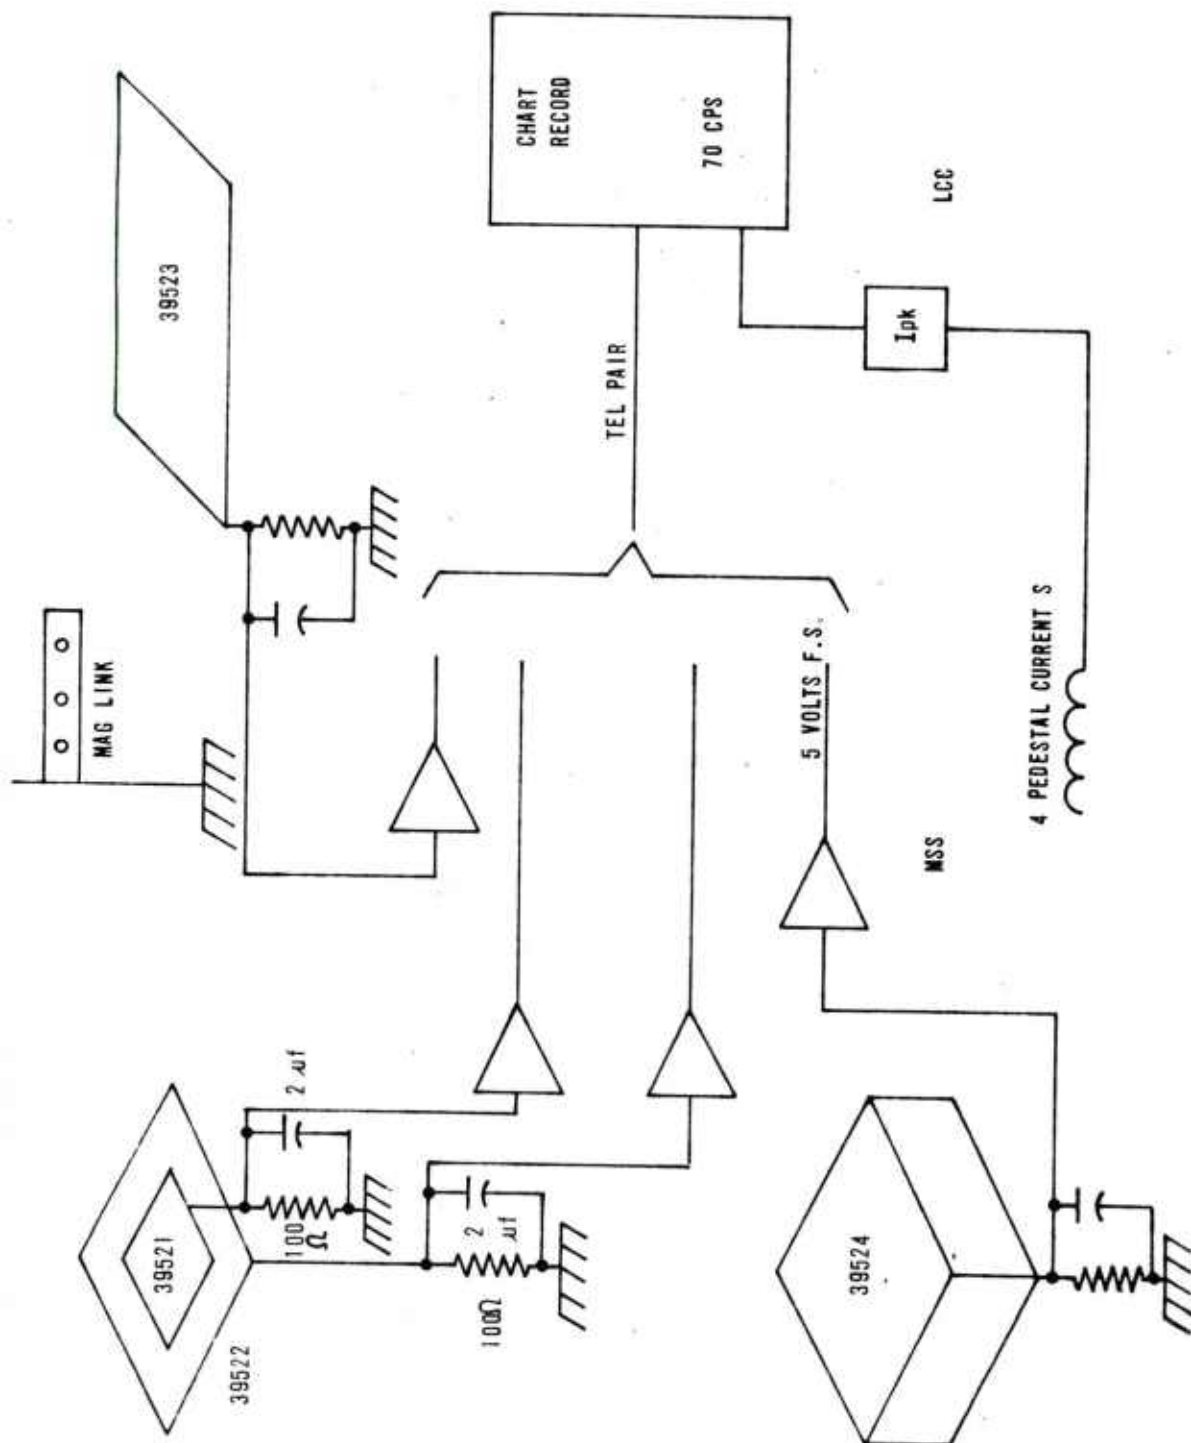 39521
39522
100
Ω
2 µf
100Ω
2
µf
MAG LINK
39523
39524
MSS
5 VOLTS F.S.
4 PEDESTAL CURRENT S
TEL PAIR
Ipk
LCC
CHART
RECORD
70 CPS